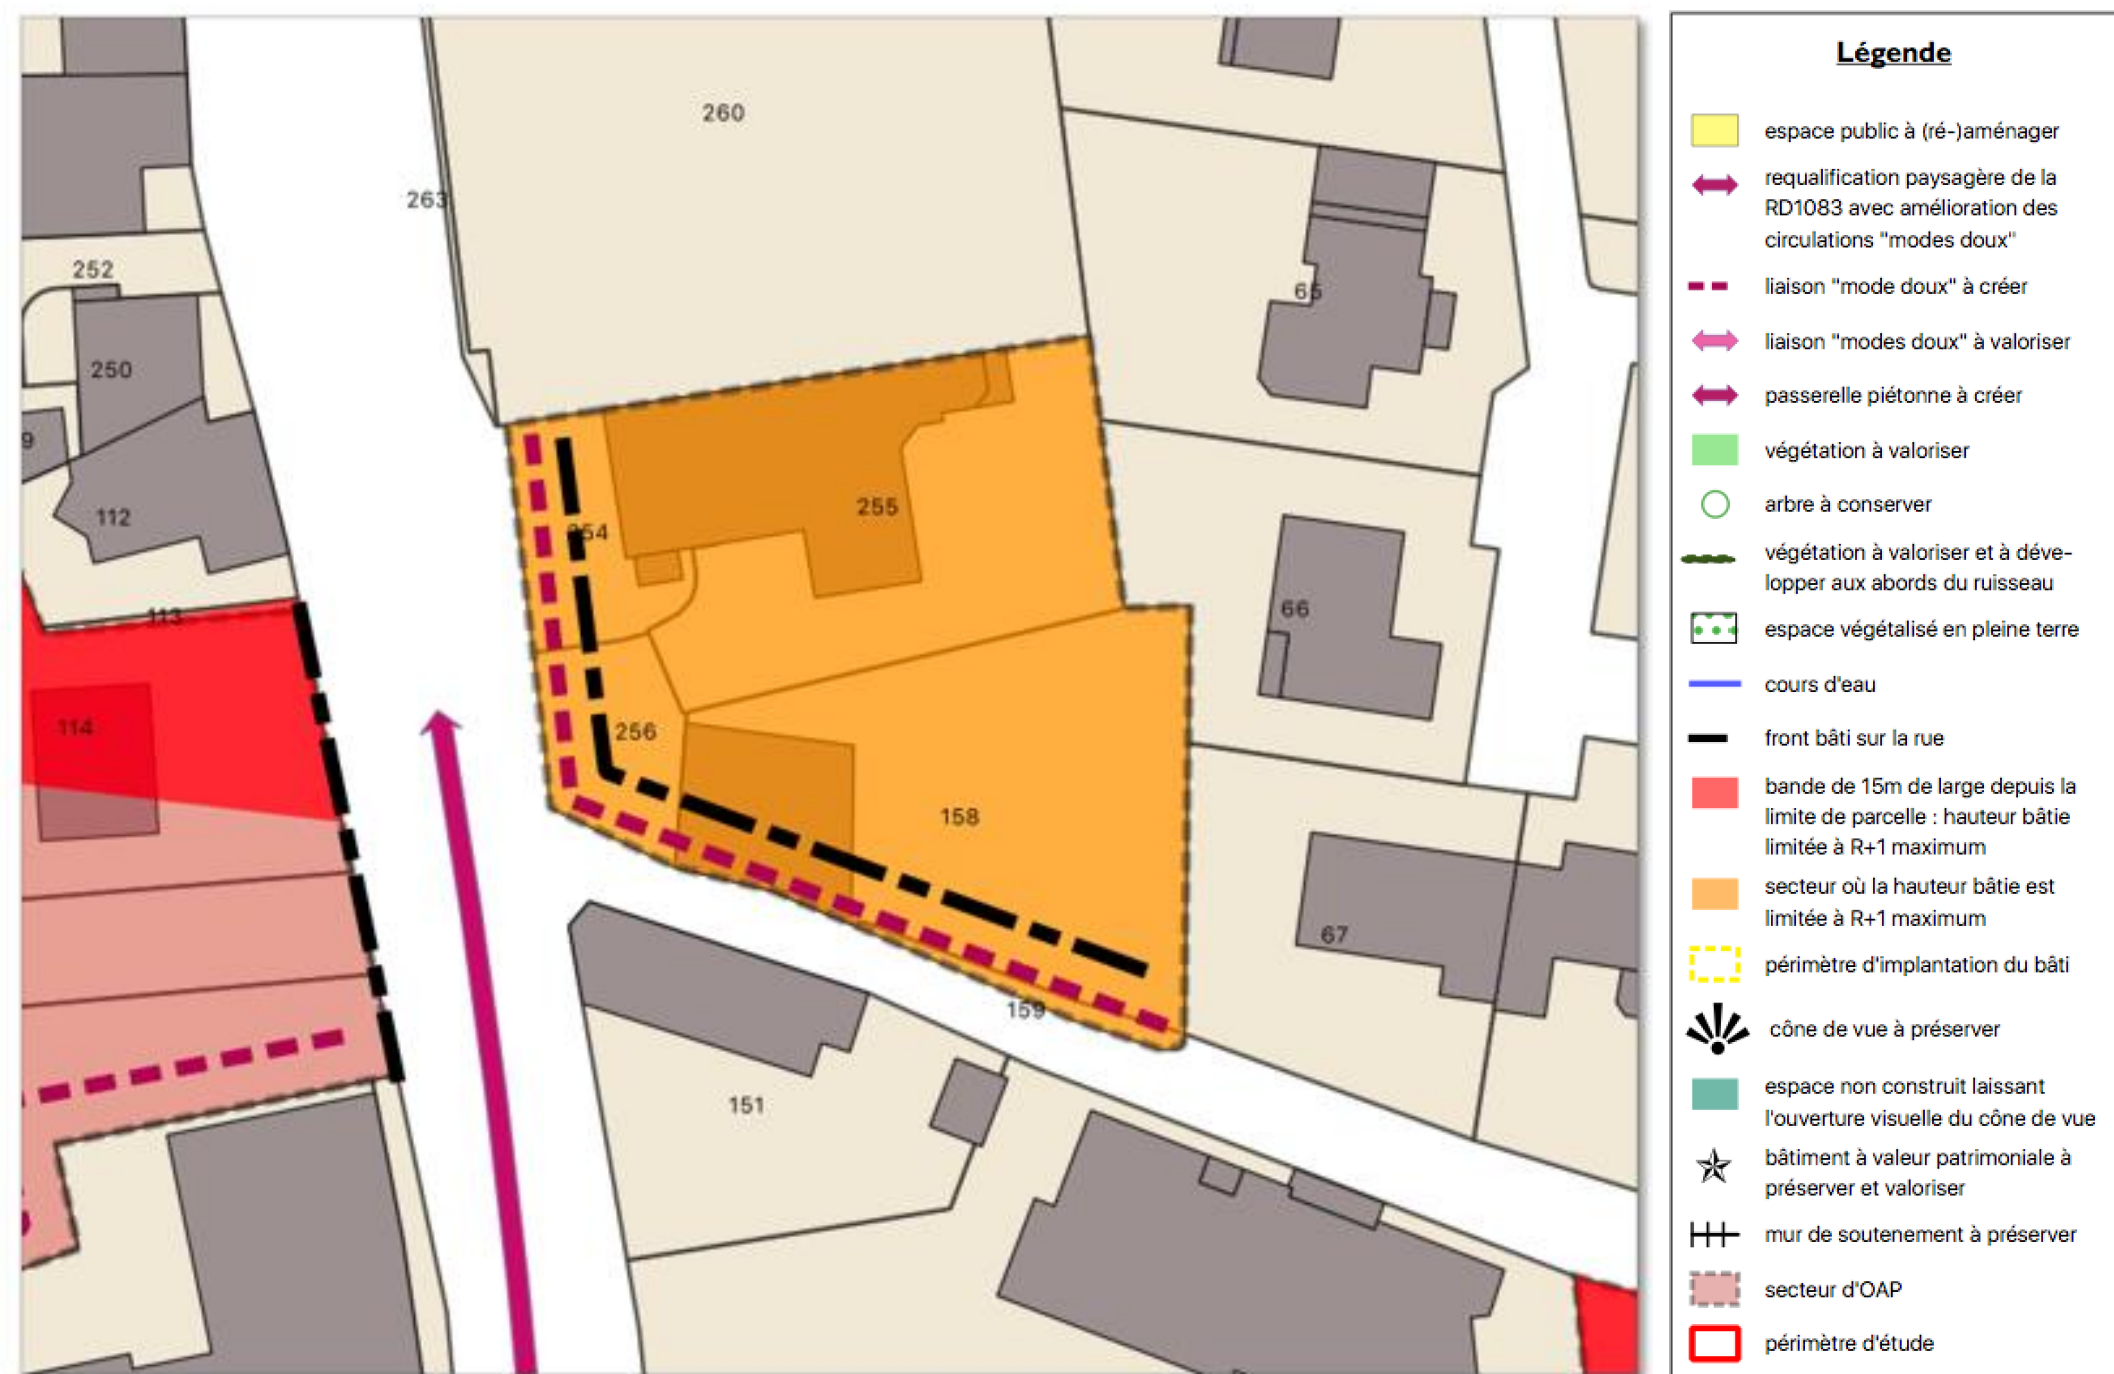 260
263
252
250
9
112
113
114
254
255
256
158
159
151
65
66
67
Légende
espace public à (ré-)aménager
requalification paysagère de la
RD1083 avec amélioration des
circulations "modes doux"
liaison "mode doux" à créer
liaison "modes doux" à valoriser
passerelle piétonne à créer
végétation à valoriser
arbre à conserver
végétation à valoriser et à déve-
lopper aux abords du ruisseau
espace végétalisé en pleine terre
cours d'eau
front bâti sur la rue
bande de 15m de large depuis la
limite de parcelle : hauteur bâtie
limitée à R+1 maximum
secteur où la hauteur bâtie est
limitée à R+1 maximum
périmètre d'implantation du bâti
cône de vue à préserver
espace non construit laissant
l'ouverture visuelle du cône de vue
bâtiment à valeur patrimoniale à
préserver et valoriser
mur de soutenement à préserver
secteur d'OAP
périmètre d'étude